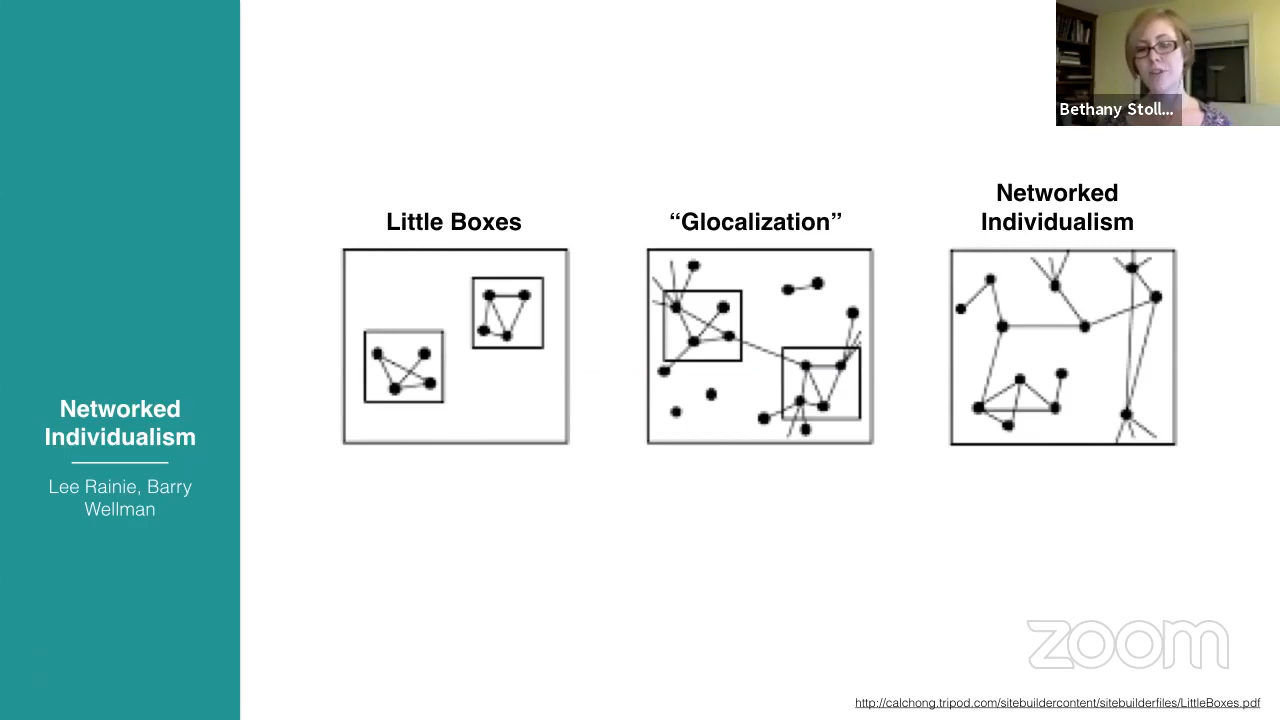 Bethany Stoll...
Networked
Individualism
Little Boxes
“Glocalization”
Networked
Individualism
Lee Rainie, Barry
Wellman
zoom
http://calchong.tripod.com/sitebuildercontent/sitebuilderfiles/LittleBoxes.pdf